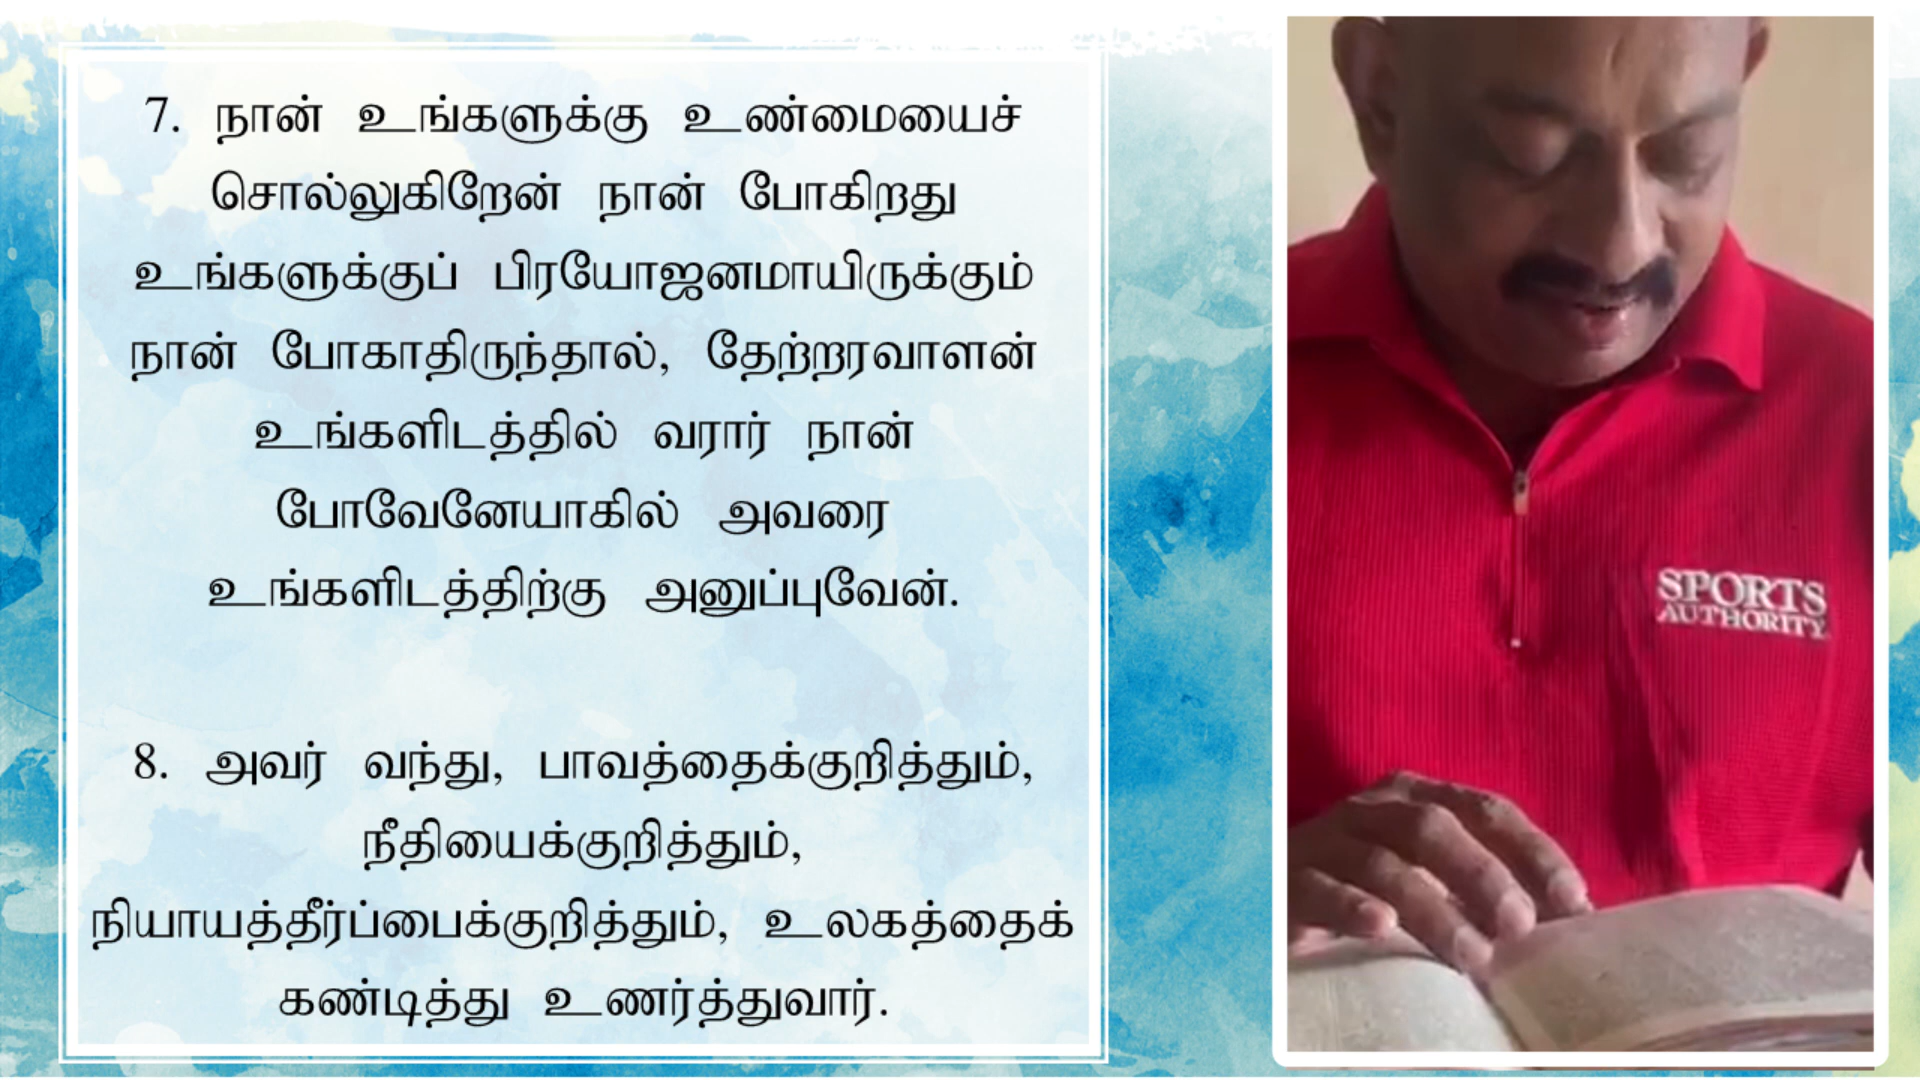 7. நான் உங்களுக்கு உண்மையைச்
சொல்லுகிறேன் நான் போகிறது
உங்களுக்குப் பிரயோஜனமாயிருக்கும்
நான் போகாதிருந்தால், தேற்றரவாளன்
உங்களிடத்தில் வரார் நான்
போவேனேயாகில் அவரை
உங்களிடத்திற்கு அனுப்புவேன்.
8. அவர் வந்து, பாவத்தைக்குறித்தும்,
நீதியைக்குறித்தும்,
நியாயத்தீர்ப்பைக்குறித்தும், உலகத்தைக்
கண்டித்து உணர்த்துவார்.
SPORTS
AUTHORITY